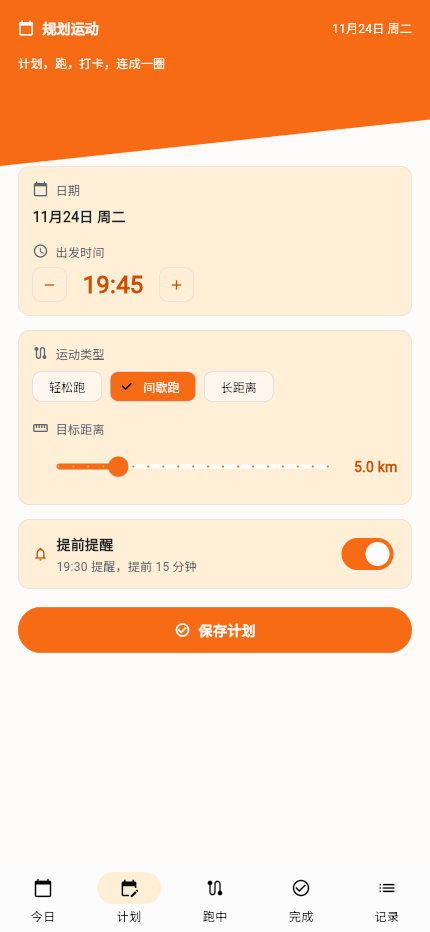 规划运动
11月24日 周二
计划，跑，打卡，连成一圈
日期
11月24日 周二
出发时间
− 19:45 +
运动类型
轻松跑 间歇跑 长距离
目标距离
5.0 km
提前提醒
19:30 提醒，提前 15 分钟
保存计划
今日 计划 跑中 完成 记录